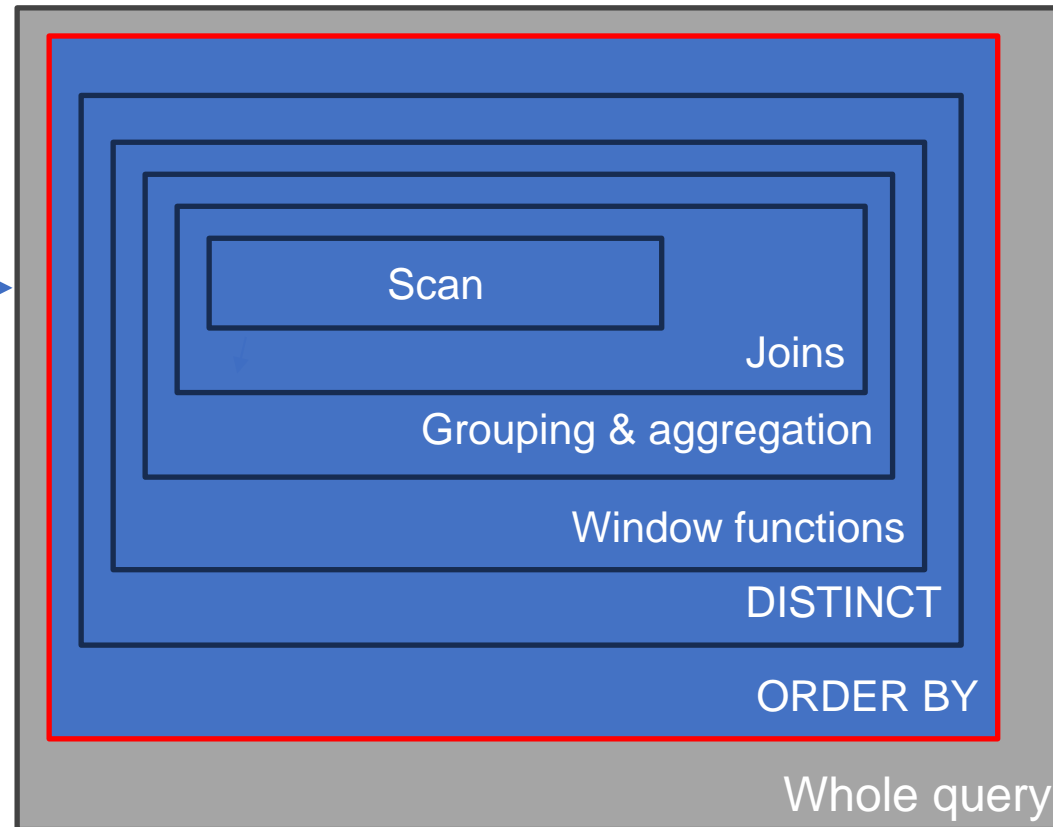 Scan
Joins
Grouping & aggregation
Window functions
DISTINCT
ORDER BY
Whole query